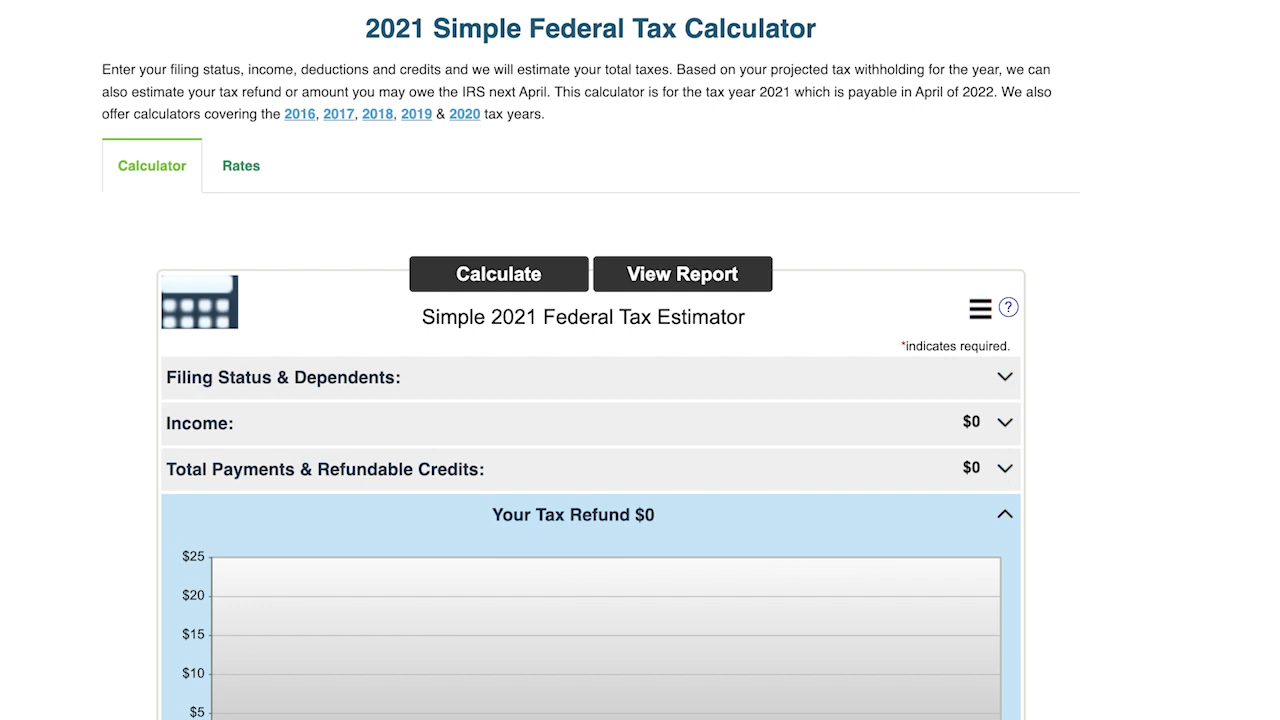 2021 Simple Federal Tax Calculator
Enter your filing status, income, deductions and credits and we will estimate your total taxes. Based on your projected tax withholding for the year, we can
also estimate your tax refund or amount you may owe the IRS next April. This calculator is for the tax year 2021 which is payable in April of 2022. We also
offer calculators covering the 2016, 2017, 2018, 2019 & 2020 tax years.
Calculator Rates
Calculate View Report
Simple 2021 Federal Tax Estimator
?
*indicates required.
Filing Status & Dependents:
Income: $0
Total Payments & Refundable Credits: $0
Your Tax Refund $0
$25
$20
$15
$10
$5